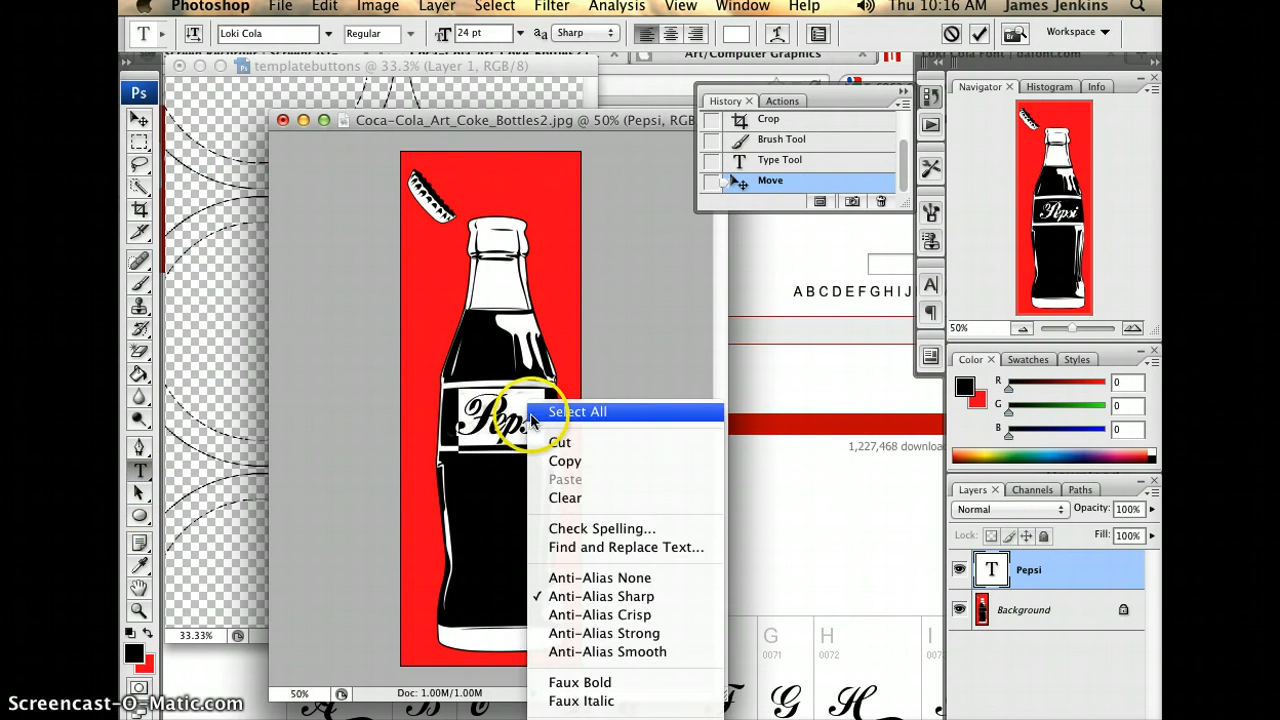 Photoshop File Edit Image Layer Select Filter Analysis View Window Help Thu 10:16 AM James Jenkins
T Loki Cola Regular 24 pt aa Sharp Workspace
templatebuttons @ 33.3% (Layer 1, RGB/8)
Art/Computer Graphics
Ps
Coca-Cola_Art_Coke_Bottles2.jpg @ 50% (Pepsi, RGB
History Actions
Crop
Brush Tool
Type Tool
Move
Navigator Histogram Info
Pepsi
50%
A B C D E F G H I J
Color Swatches Styles
R 0
G 0
B 0
1,227,468 downloa
Pepsi
Select All
Cut
Copy
Paste
Clear
Check Spelling...
Find and Replace Text...
Anti-Alias None
Anti-Alias Sharp
Anti-Alias Crisp
Anti-Alias Strong
Anti-Alias Smooth
Faux Bold
Faux Italic
Layers Channels Paths
Normal Opacity: 100%
Lock: Fill: 100%
T Pepsi
Background
33.33%
50% Doc: 1.00M/1.00M
G H I
0071 0072
G H
Screencast-O-Matic.com